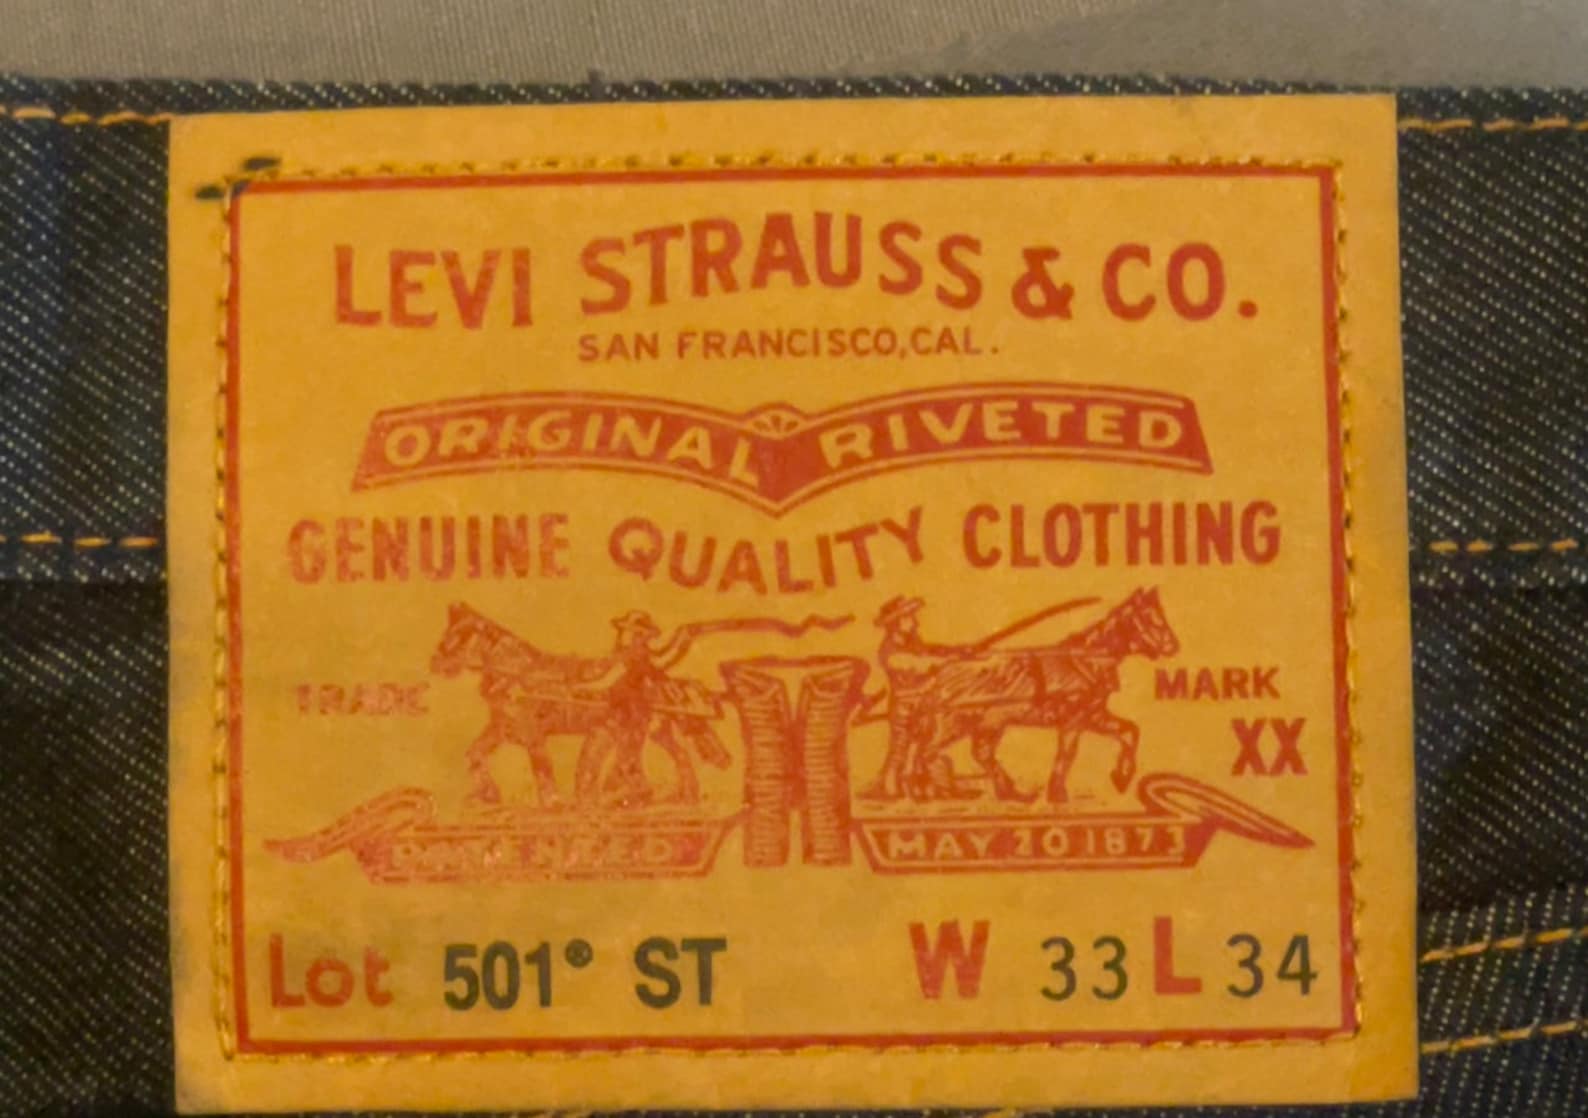 LEVI STRAUSS & CO.
SAN FRANCISCO, CAL.
ORIGINAL RIVETED
GENUINE QUALITY CLOTHING
TRADE MARK
XX
PATENTED MAY 20 1873
Lot 501® ST W 33 L 34